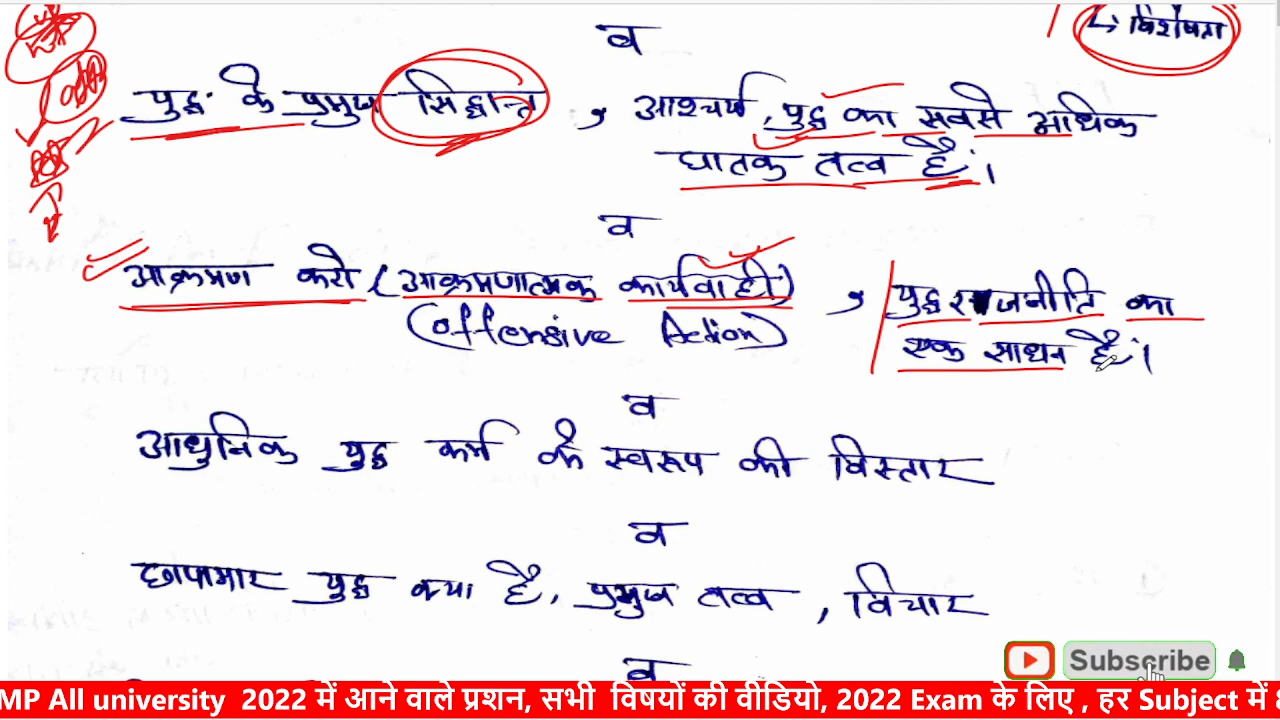 ↳ विशेषता
व
युद्ध के प्रमुख सिद्धान्त, आश्चर्य, युद्ध का सबसे अधिक
घातक तत्व है।
व
आक्रमण करो (आक्रमणात्मक कार्यवाही), युद्ध राजनीति का
(Offensive Action)
एक साधन है।
व
आधुनिक युद्ध कर्म के स्वरूप की विस्तार
व
छापामार युद्ध क्या है, प्रमुख तत्व, विचार
व
Subscribe
MP All university 2022 में आने वाले प्रशन, सभी विषयों की वीडियो, 2022 Exam के लिए , हर Subject में